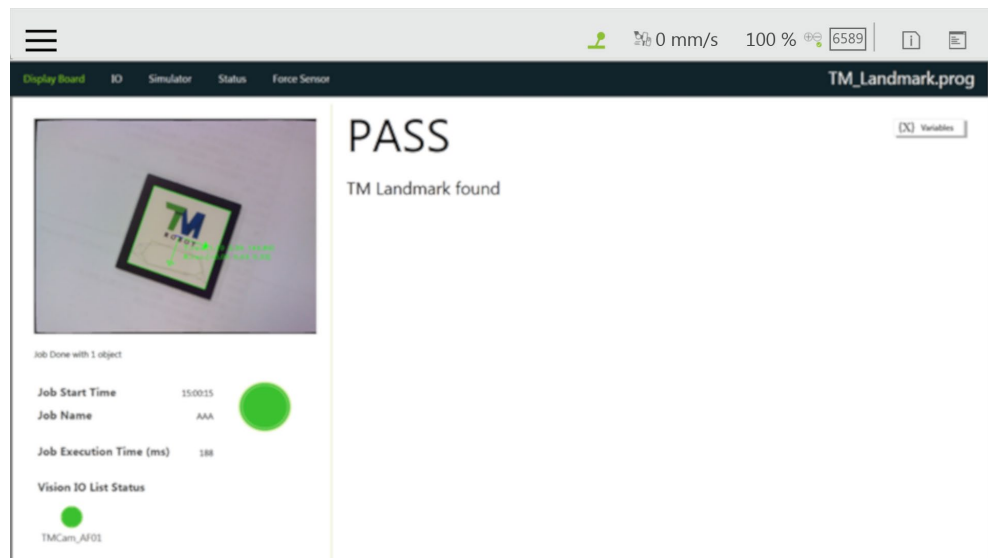 0 mm/s
100 %
6589
Display Board
IO
Simulator
Status
Force Sensor
TM_Landmark.prog
PASS
(X) Variables
TM Landmark found
TM
ROBOT
Job Done with 1 object
Job Start Time 15:00:15
Job Name AAA
Job Execution Time (ms) 188
Vision IO List Status
TMCam_AF01